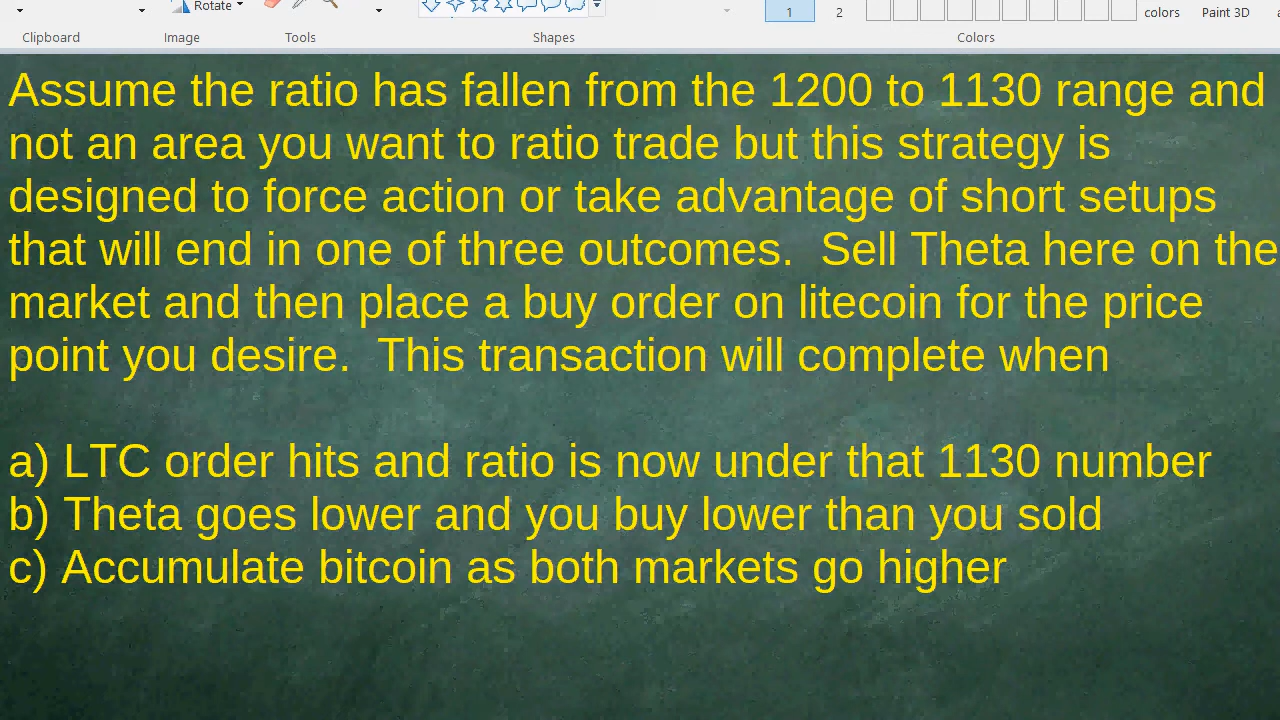 Rotate
1
2
colors
Paint 3D
Clipboard
Image
Tools
Shapes
Colors
Assume the ratio has fallen from the 1200 to 1130 range and
not an area you want to ratio trade but this strategy is
designed to force action or take advantage of short setups
that will end in one of three outcomes.  Sell Theta here on the
market and then place a buy order on litecoin for the price
point you desire.  This transaction will complete when
a) LTC order hits and ratio is now under that 1130 number
b) Theta goes lower and you buy lower than you sold
c) Accumulate bitcoin as both markets go higher